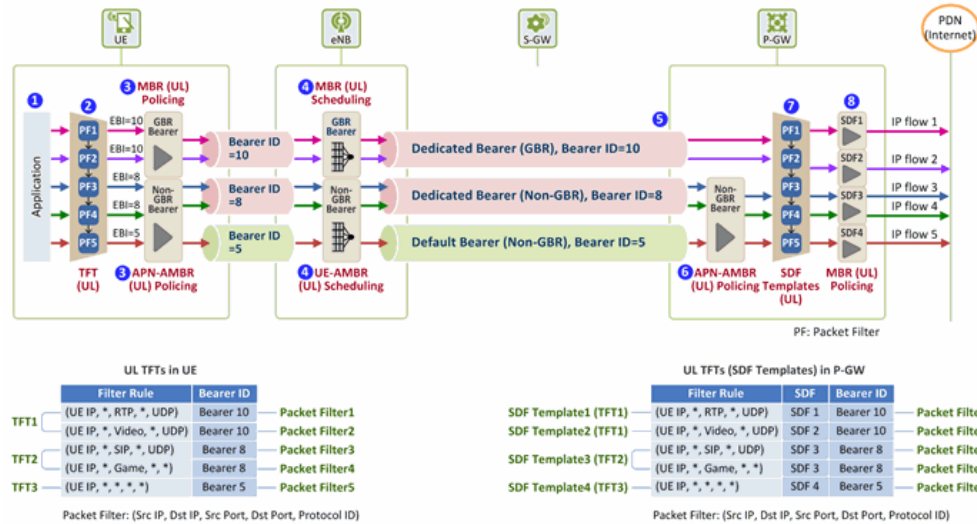 UE
eNB
S-GW
P-GW
PDN
(Internet)
3 MBR (UL)
Policing
4 MBR (UL)
Scheduling
1
2
5
7
8
Application
PF1
PF2
PF3
PF4
PF5
TFT
(UL)
EBI=10
EBI=10
EBI=8
EBI=8
EBI=5
GBR
Bearer
Non-
GBR
Bearer
3 APN-AMBR
(UL) Policing
Bearer ID
=10
Bearer ID
=8
Bearer ID
=5
GBR
Bearer
Non-GBR
Bearer
4 UE-AMBR
(UL) Scheduling
Dedicated Bearer (GBR), Bearer ID=10
Dedicated Bearer (Non-GBR), Bearer ID=8
Default Bearer (Non-GBR), Bearer ID=5
Non-
GBR
Bearer
6 APN-AMBR
(UL) Policing
PF1
PF2
PF3
PF4
PF5
SDF
Templates
(UL)
SDF1
SDF2
SDF3
SDF4
MBR (UL)
Policing
IP flow 1
IP flow 2
IP flow 3
IP flow 4
IP flow 5
PF: Packet Filter
UL TFTs in UE
Filter Rule Bearer ID
TFT1 (UE IP, *, RTP, *, UDP) Bearer 10 Packet Filter1
(UE IP, *, Video, *, UDP) Bearer 10 Packet Filter2
TFT2 (UE IP, *, SIP, *, UDP) Bearer 8 Packet Filter3
(UE IP, *, Game, *, *) Bearer 8 Packet Filter4
TFT3 (UE IP, *, *, *, *) Bearer 5 Packet Filter5
Packet Filter: (Src IP, Dst IP, Src Port, Dst Port, Protocol ID)
UL TFTs (SDF Templates) in P-GW
Filter Rule SDF Bearer ID
SDF Template1 (TFT1) (UE IP, *, RTP, *, UDP) SDF 1 Bearer 10 Packet Filte
SDF Template2 (TFT1) (UE IP, *, Video, *, UDP) SDF 2 Bearer 10 Packet Filte
SDF Template3 (TFT2) (UE IP, *, SIP, *, UDP) SDF 3 Bearer 8 Packet Filte
(UE IP, *, Game, *, *) SDF 3 Bearer 8 Packet Filte
SDF Template4 (TFT3) (UE IP, *, *, *, *) SDF 4 Bearer 5 Packet Filte
Packet Filter: (Src IP, Dst IP, Src Port, Dst Port, Protocol ID)